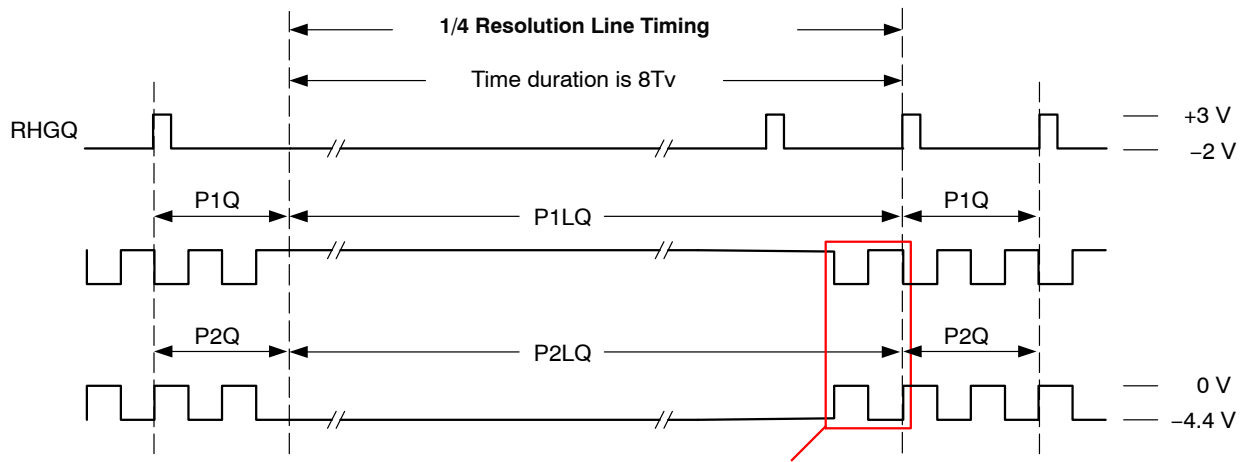 1/4 Resolution Line Timing
Time duration is 8Tv
RHGQ
+3 V
−2 V
P1Q
P1LQ
P1Q
P2Q
P2LQ
P2Q
0 V
−4.4 V